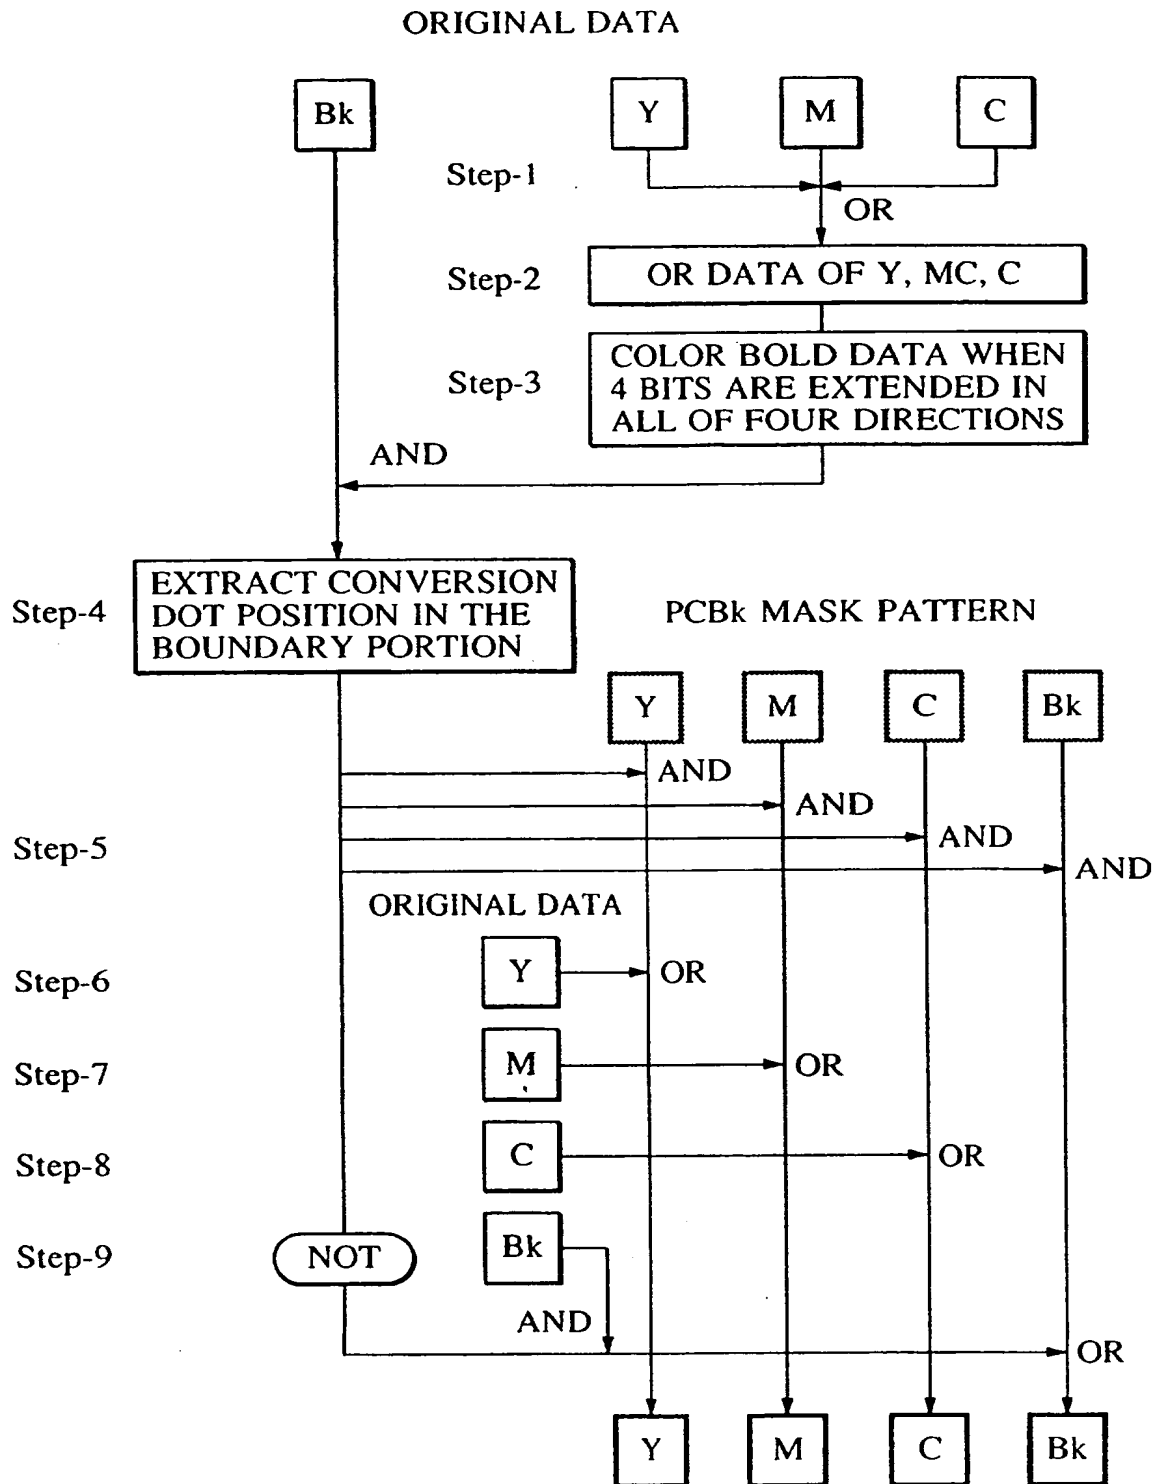 ORIGINAL DATA
Bk
Y
M
C
Step-1
OR
Step-2
OR DATA OF Y, MC, C
Step-3
COLOR BOLD DATA WHEN
4 BITS ARE EXTENDED IN
ALL OF FOUR DIRECTIONS
AND
Step-4
EXTRACT CONVERSION
DOT POSITION IN THE
BOUNDARY PORTION
PCBk MASK PATTERN
Y
M
C
Bk
AND
AND
Step-5
AND
AND
ORIGINAL DATA
Step-6
Y
OR
Step-7
M
OR
Step-8
C
OR
Step-9
NOT
Bk
AND
OR
Y
M
C
Bk